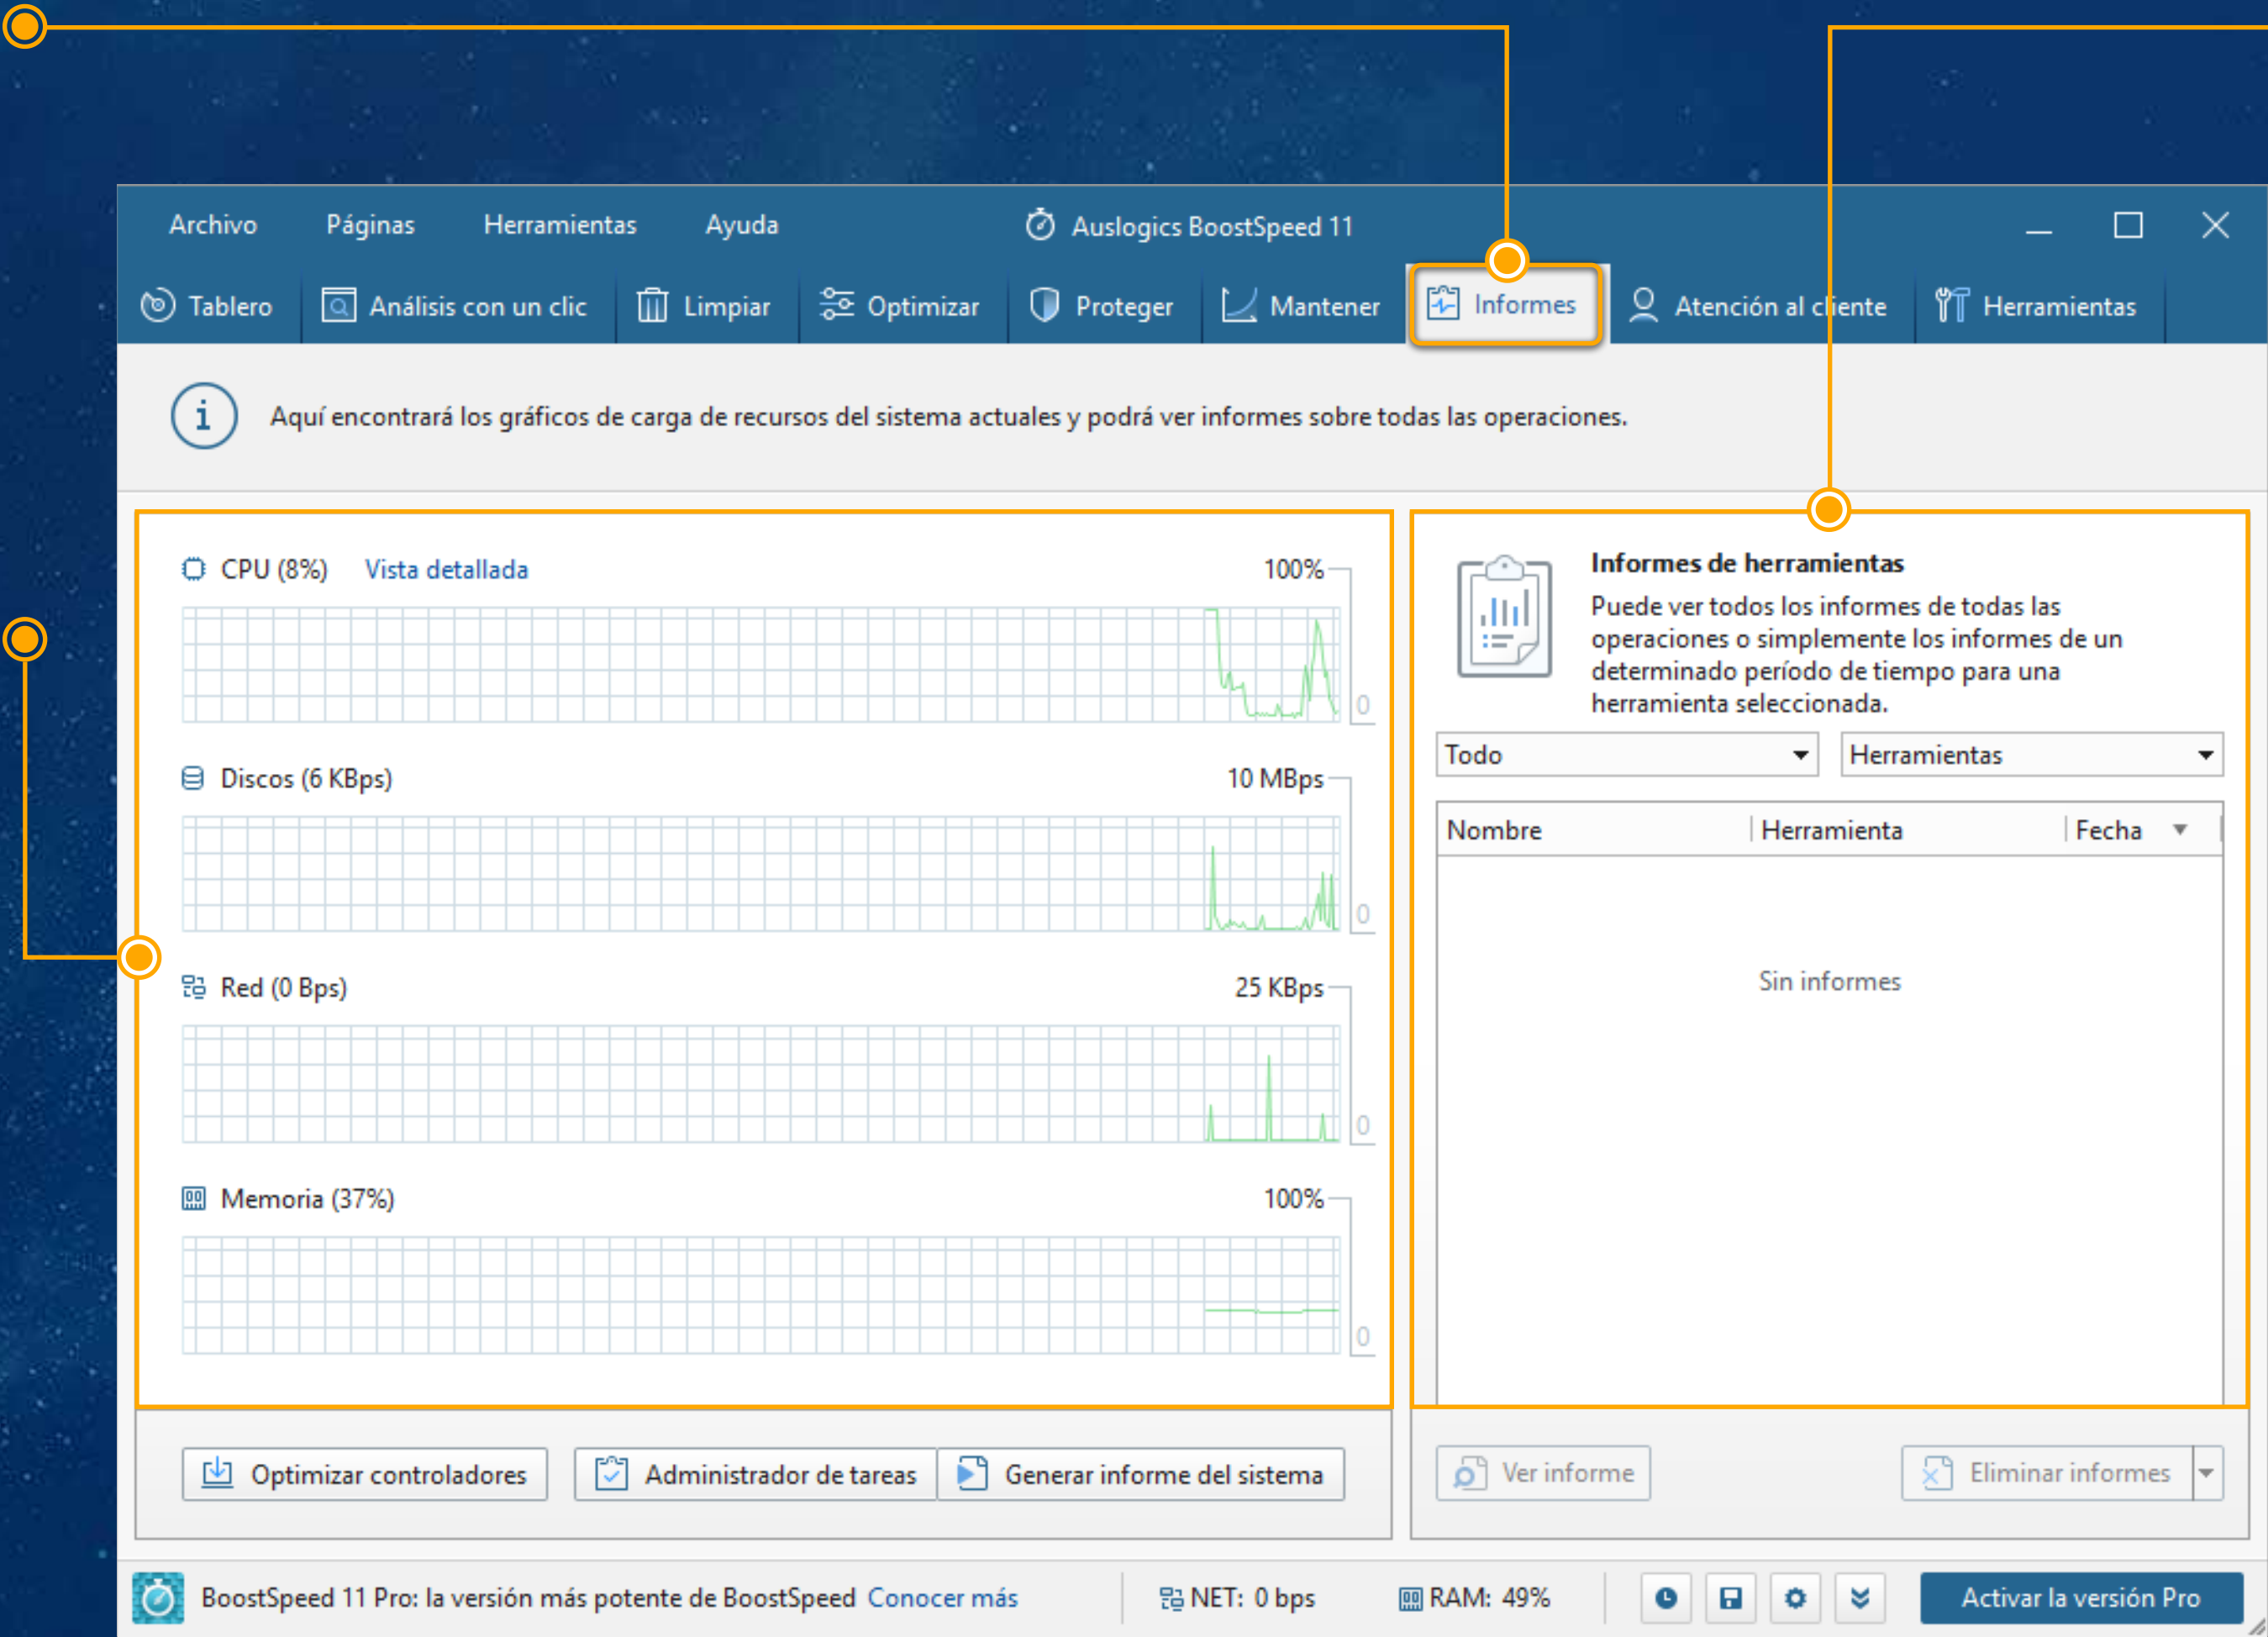 Archivo Páginas Herramientas Ayuda Auslogics BoostSpeed 11
Tablero Análisis con un clic Limpiar Optimizar Proteger Mantener Informes Atención al cliente Herramientas
Aquí encontrará los gráficos de carga de recursos del sistema actuales y podrá ver informes sobre todas las operaciones.
CPU (8%) Vista detallada 100%
0
Discos (6 KBps) 10 MBps
0
Red (0 Bps) 25 KBps
0
Memoria (37%) 100%
0
Optimizar controladores Administrador de tareas Generar informe del sistema
Informes de herramientas
Puede ver todos los informes de todas las
operaciones o simplemente los informes de un
determinado período de tiempo para una
herramienta seleccionada.
Todo Herramientas
Nombre Herramienta Fecha
Sin informes
Ver informe Eliminar informes
BoostSpeed 11 Pro: la versión más potente de BoostSpeed Conocer más NET: 0 bps RAM: 49% Activar la versión Pro